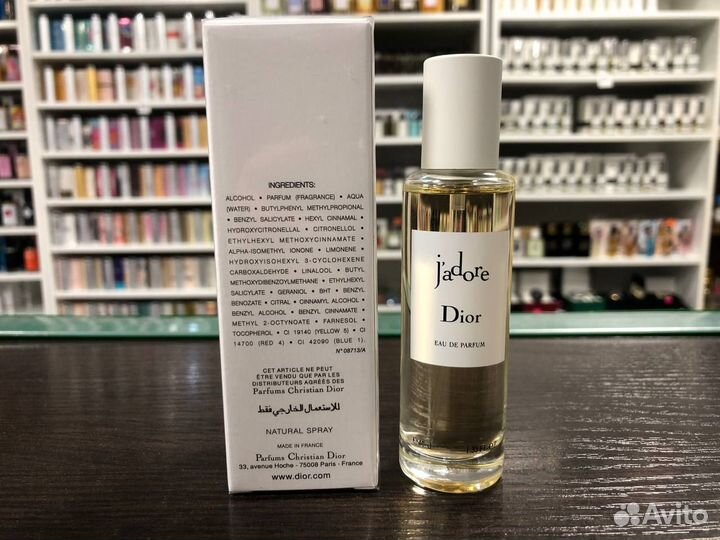 INGREDIENTS:
ALCOHOL • PARFUM (FRAGRANCE) • AQUA
(WATER) • BUTYLPHENYL METHYLPROPIONAL
• BENZYL SALICYLATE • HEXYL CINNAMAL •
HYDROXYCITRONELLAL • CITRONELLOL •
ETHYLHEXYL METHOXYCINNAMATE •
ALPHA-ISOMETHYL IONONE • LIMONENE •
HYDROXYISOHEXYL 3-CYCLOHEXENE
CARBOXALDEHYDE • LINALOOL • BUTYL
METHOXYDIBENZOYLMETHANE • ETHYLHEXYL
SALICYLATE • GERANIOL • BHT • BENZYL
BENOZATE • CITRAL • CINNAMYL ALCOHOL •
BENZYL ALCOHOL • BENZYL CINNAMATE •
METHYL 2-OCTYNOATE • FARNESOL •
TOCOPHEROL • CI 19140 (YELLOW 5) • CI
14700 (RED 4) • CI 42090 (BLUE 1).
N°08713/A
CET ARTICLE NE PEUT
ÊTRE VENDU QUE PAR LES
DISTRIBUTEURS AGRÉÉS DES
Parfums Christian Dior
للاستعمال الخارجي فقط
NATURAL SPRAY
MADE IN FRANCE
Parfums Christian Dior
33, avenue Hoche - 75008 Paris - France
www.dior.com
j'adore
Dior
EAU DE PARFUM
Avito